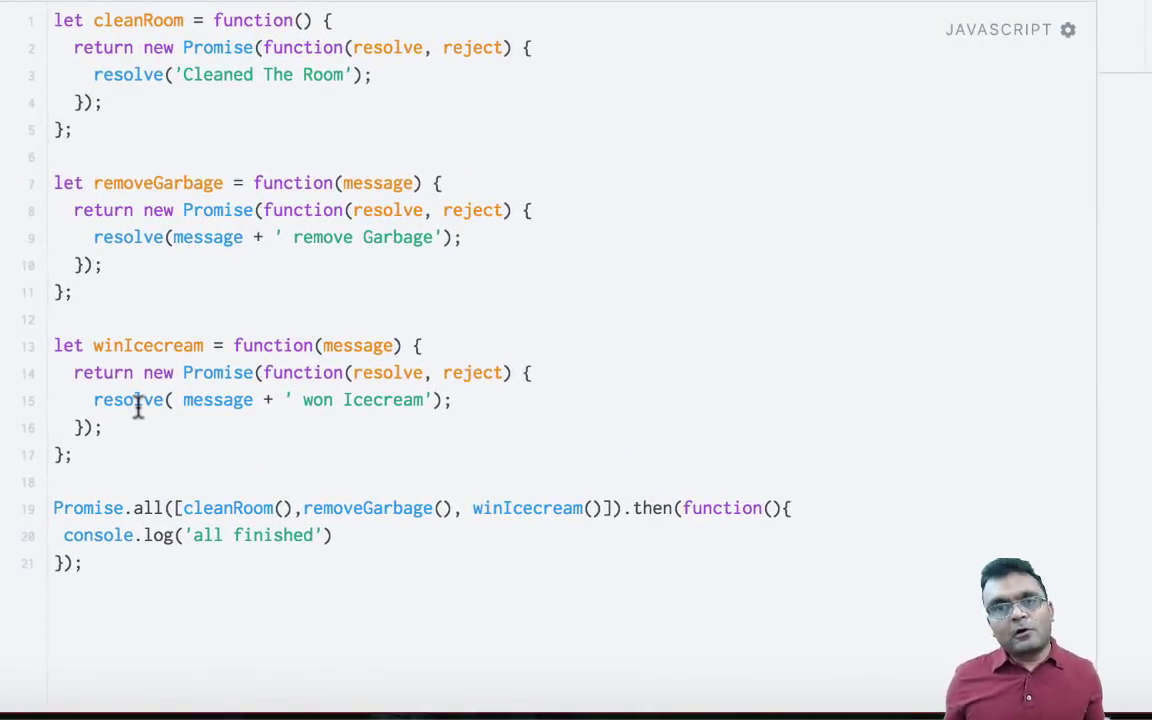 JAVASCRIPT
1 let cleanRoom = function() {
2 return new Promise(function(resolve, reject) {
3 resolve('Cleaned The Room');
4 });
5 };
6
7 let removeGarbage = function(message) {
8 return new Promise(function(resolve, reject) {
9 resolve(message + ' remove Garbage');
10 });
11 };
12
13 let winIcecream = function(message) {
14 return new Promise(function(resolve, reject) {
15 resolve( message + ' won Icecream');
16 });
17 };
18
19 Promise.all([cleanRoom(),removeGarbage(), winIcecream()]).then(function(){
20 console.log('all finished')
21 });